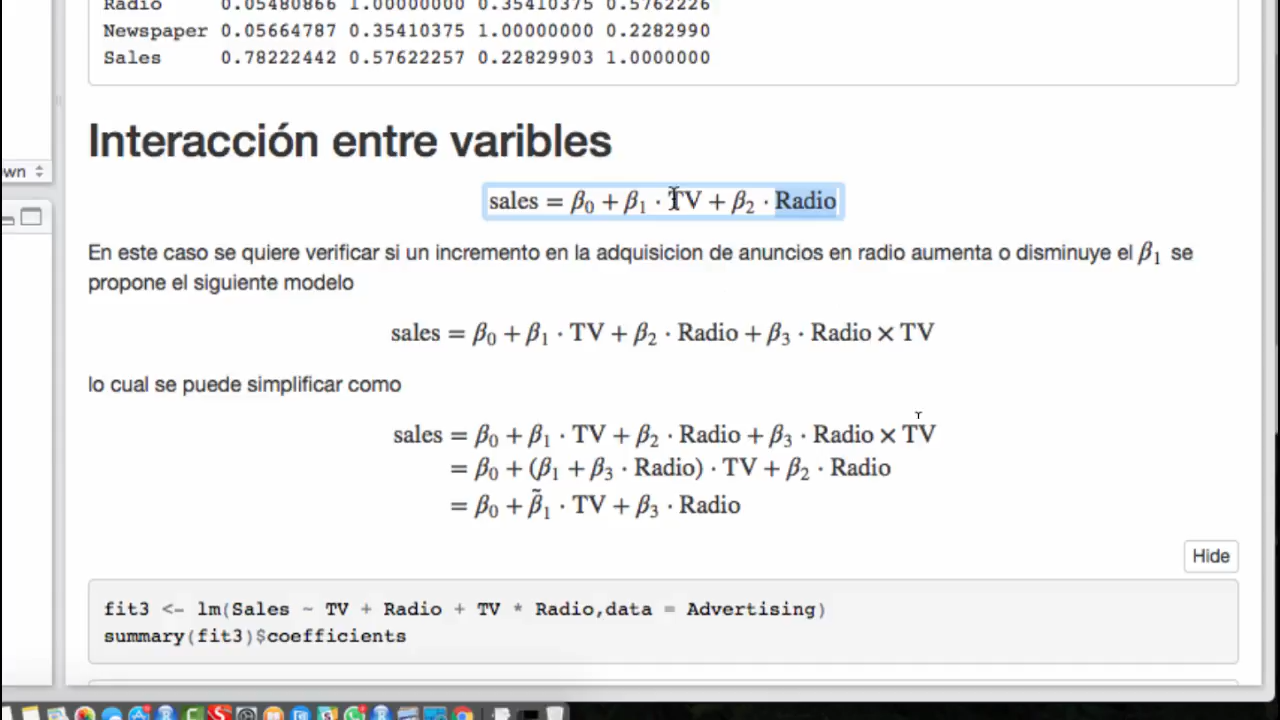 Radio 0.05480866 1.00000000 0.35410375 0.5762226
Newspaper 0.05664787 0.35410375 1.00000000 0.2282990
Sales 0.78222442 0.57622257 0.22829903 1.0000000
Interacción entre varibles
sales = β0 + β1 · TV + β2 · Radio
En este caso se quiere verificar si un incremento en la adquisicion de anuncios en radio aumenta o disminuye el β1 se
propone el siguiente modelo
sales = β0 + β1 · TV + β2 · Radio + β3 · Radio × TV
lo cual se puede simplificar como
sales = β0 + β1 · TV + β2 · Radio + β3 · Radio × TV
= β0 + (β1 + β3 · Radio) · TV + β2 · Radio
= β0 + β̃1 · TV + β3 · Radio
Hide
fit3 <- lm(Sales ~ TV + Radio + TV * Radio,data = Advertising)
summary(fit3)$coefficients